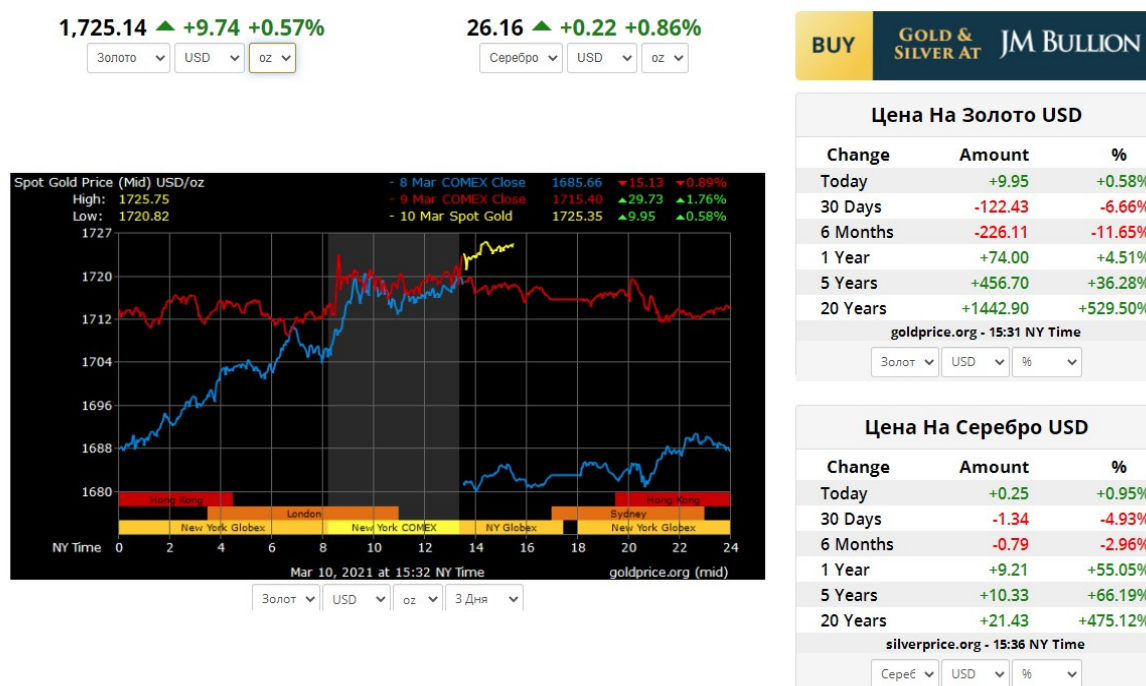 1,725.14 +9.74 +0.57%
Золото USD oz
26.16 +0.22 +0.86%
Серебро USD oz
BUY GOLD & SILVER AT JM BULLION
Spot Gold Price (Mid) USD/oz
High: 1725.75
Low: 1720.82
- 8 Mar COMEX Close 1685.66 15.13 0.89%
- 9 Mar COMEX Close 1715.40 29.73 1.76%
- 10 Mar Spot Gold 1725.35 9.95 0.58%
1727
1720
1712
1704
1696
1688
1680
Hong Kong Hong Kong
London Sydney
New York Globex New York COMEX NY Globex New York Globex
NY Time 0 2 4 6 8 10 12 14 16 18 20 22 24
Mar 10, 2021 at 15:32 NY Time goldprice.org (mid)
Золот USD oz 3 Дня
Цена На Золото USD
Change Amount %
Today +9.95 +0.58%
30 Days -122.43 -6.66%
6 Months -226.11 -11.65%
1 Year +74.00 +4.51%
5 Years +456.70 +36.28%
20 Years +1442.90 +529.50%
goldprice.org - 15:31 NY Time
Золот USD %
Цена На Серебро USD
Change Amount %
Today +0.25 +0.95%
30 Days -1.34 -4.93%
6 Months -0.79 -2.96%
1 Year +9.21 +55.05%
5 Years +10.33 +66.19%
20 Years +21.43 +475.12%
silverprice.org - 15:36 NY Time
Сереб USD %